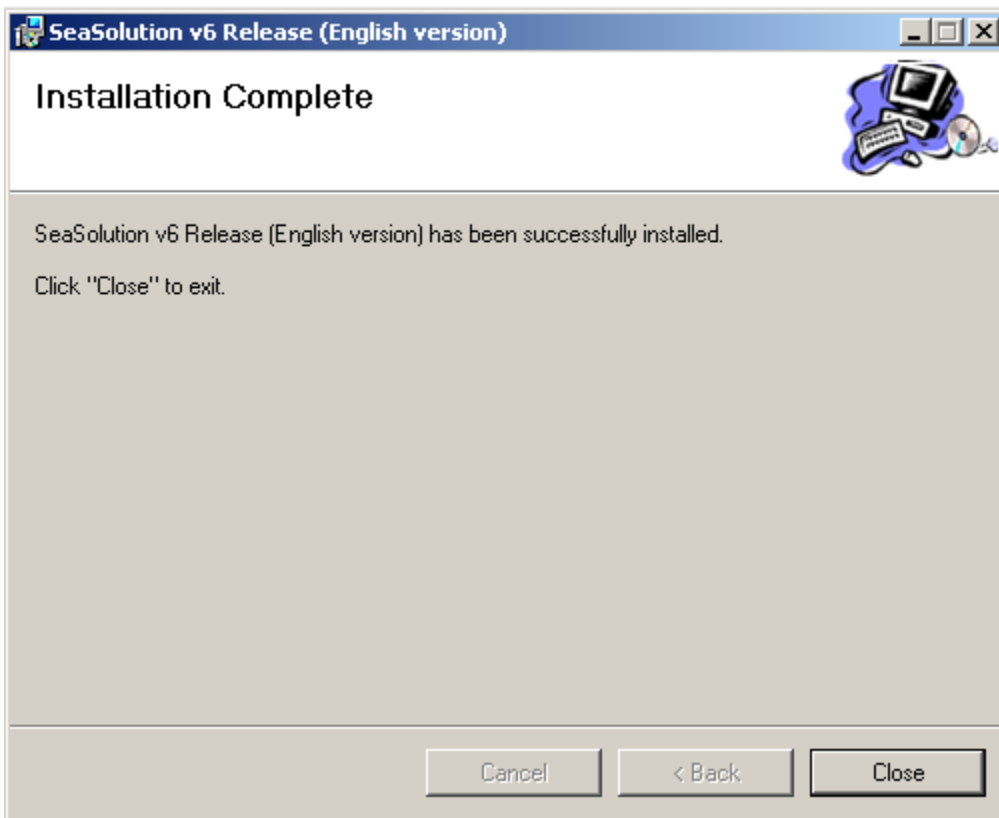 SeaSolution v6 Release (English version)
Installation Complete
SeaSolution v6 Release (English version) has been successfully installed.
Click "Close" to exit.
Cancel
< Back
Close